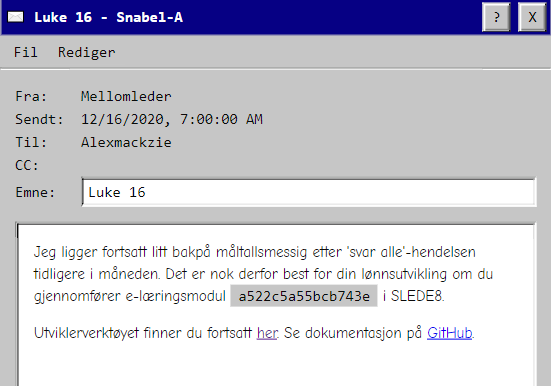 Luke 16 - Snabel-A
? X
Fil Rediger
Fra: Mellomleder
Sendt: 12/16/2020, 7:00:00 AM
Til: Alexmackzie
CC:
Emne: Luke 16
Jeg ligger fortsatt litt bakpå måltallsmessig etter 'svar alle'-hendelsen
tidligere i måneden. Det er nok derfor best for din lønnsutvikling om du
gjennomfører e-læringsmodul a522c5a55bcb743e i SLEDE8.
Utviklerverktøyet finner du fortsatt her. Se dokumentasjon på GitHub.